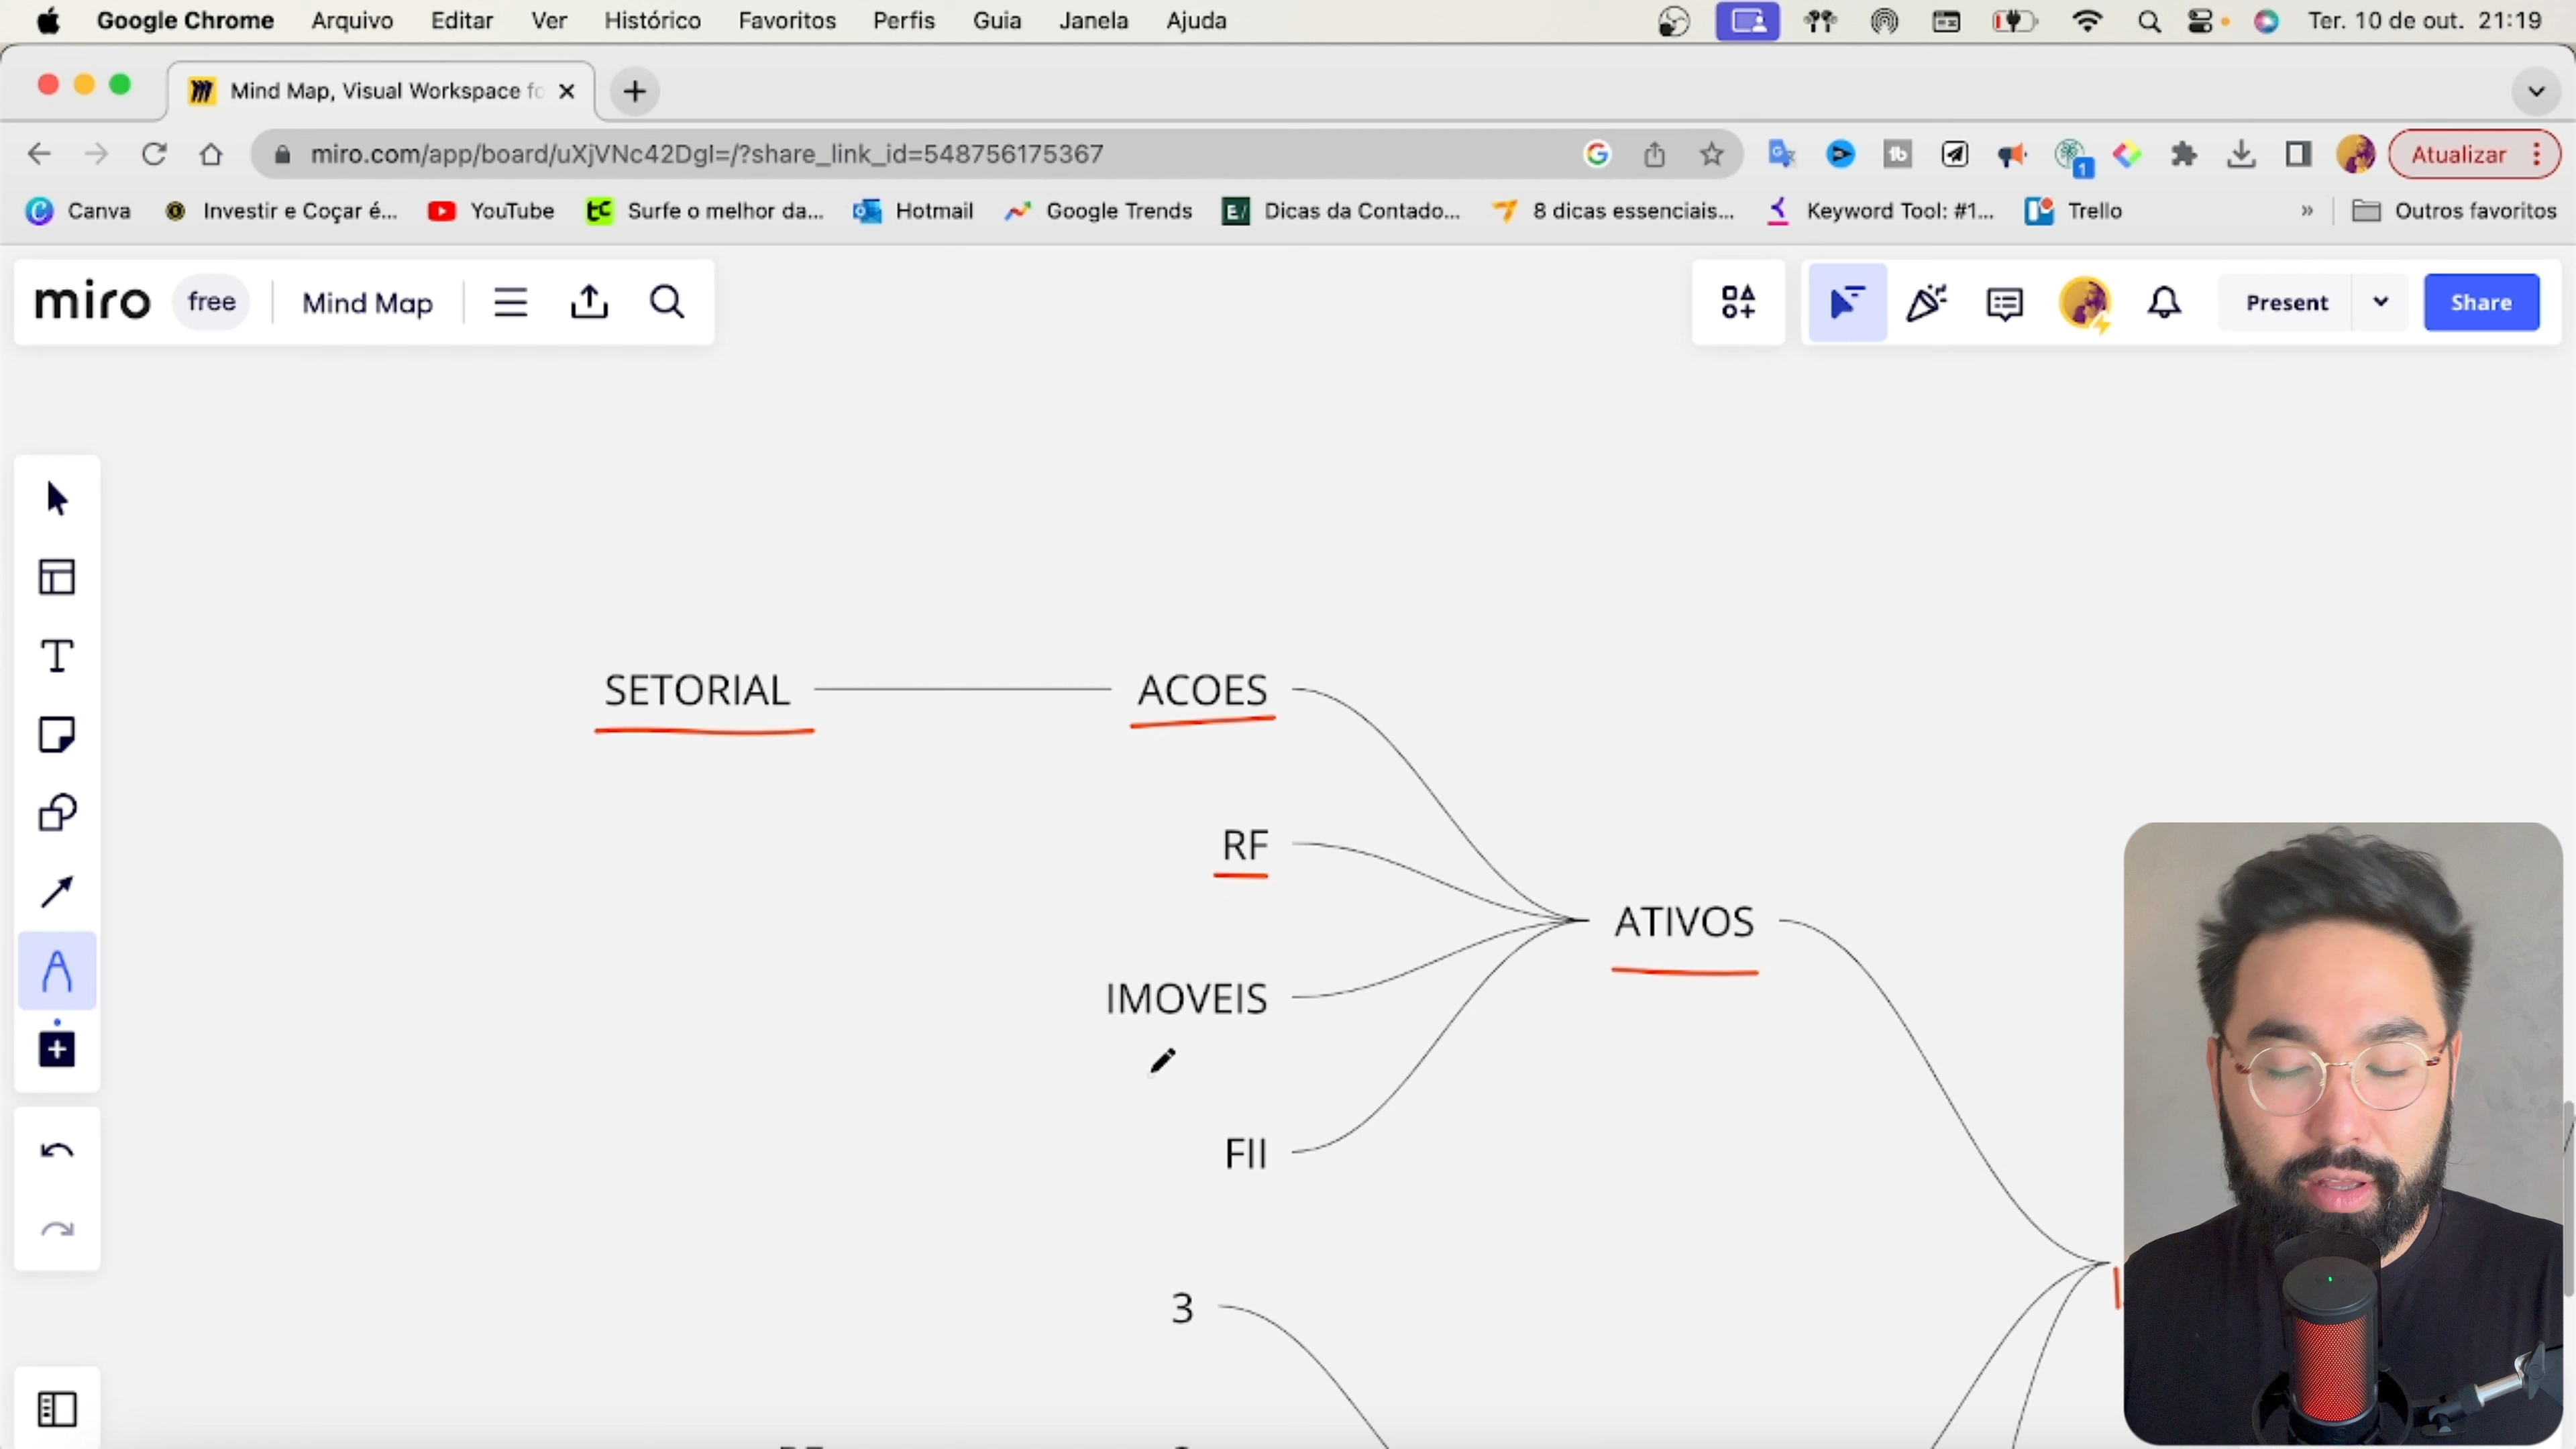 Google Chrome Arquivo Editar Ver Histórico Favoritos Perfis Guia Janela Ajuda Ter. 10 de out. 21:19
Mind Map, Visual Workspace fo
miro.com/app/board/uXjVNc42DgI=/?share_link_id=548756175367
1
Atualizar
Canva Investir e Coçar é... YouTube Surfe o melhor da... Hotmail Google Trends Dicas da Contado... 8 dicas essenciais... Keyword Tool: #1... Trello » Outros favoritos
miro free Mind Map Present Share
SETORIAL ACOES
RF
ATIVOS
IMOVEIS
FII
3